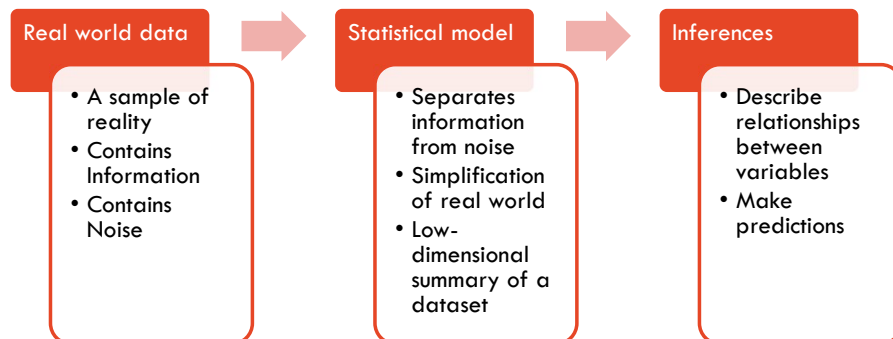 Real world data
• A sample of
reality
• Contains
Information
• Contains
Noise
Statistical model
• Separates
information
from noise
• Simplification
of real world
• Low-
dimensional
summary of a
dataset
Inferences
• Describe
relationships
between
variables
• Make
predictions